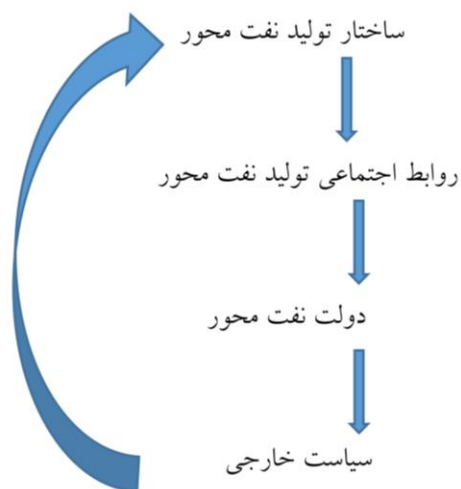 ساختار تولید نفت محور
روابط اجتماعی تولید نفت محور
دولت نفت محور
سیاست خارجی